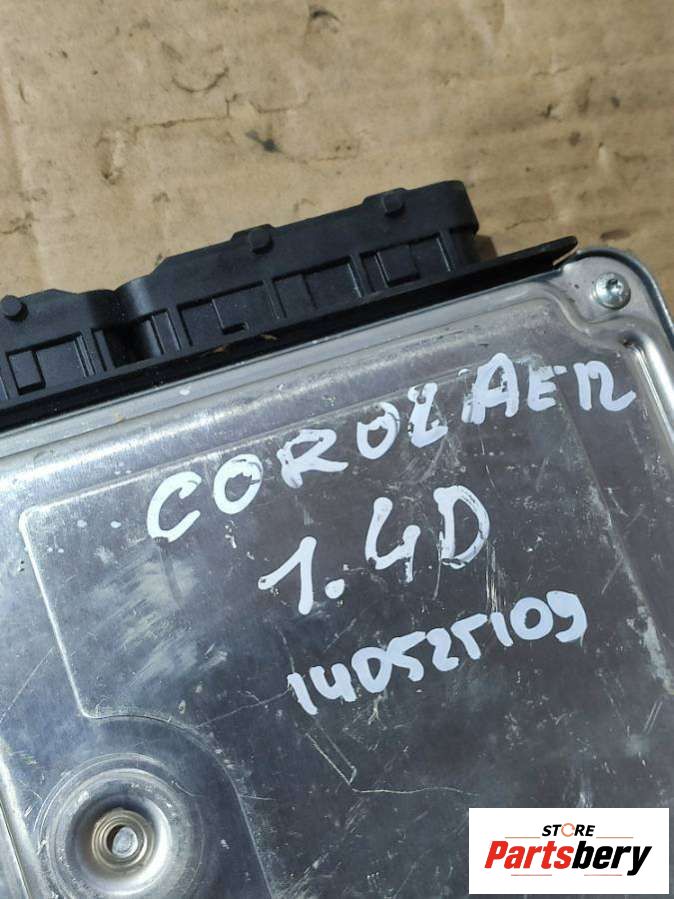 COROLAE12
1.4D
140525109
STORE
Partsbery